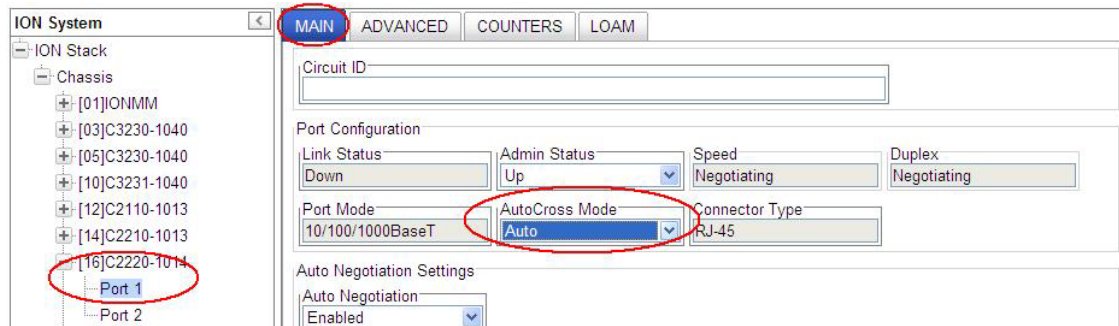 ION System
ION Stack
Chassis
[01]IONMM
[03]C3230-1040
[05]C3230-1040
[10]C3231-1040
[12]C2110-1013
[14]C2210-1013
[16]C2220-1014
Port 1
Port 2
MAIN ADVANCED COUNTERS LOAM
Circuit ID
Port Configuration
Link Status Admin Status Speed Duplex
Down Up Negotiating Negotiating
Port Mode AutoCross Mode Connector Type
10/100/1000BaseT Auto RJ-45
Auto Negotiation Settings
Auto Negotiation
Enabled